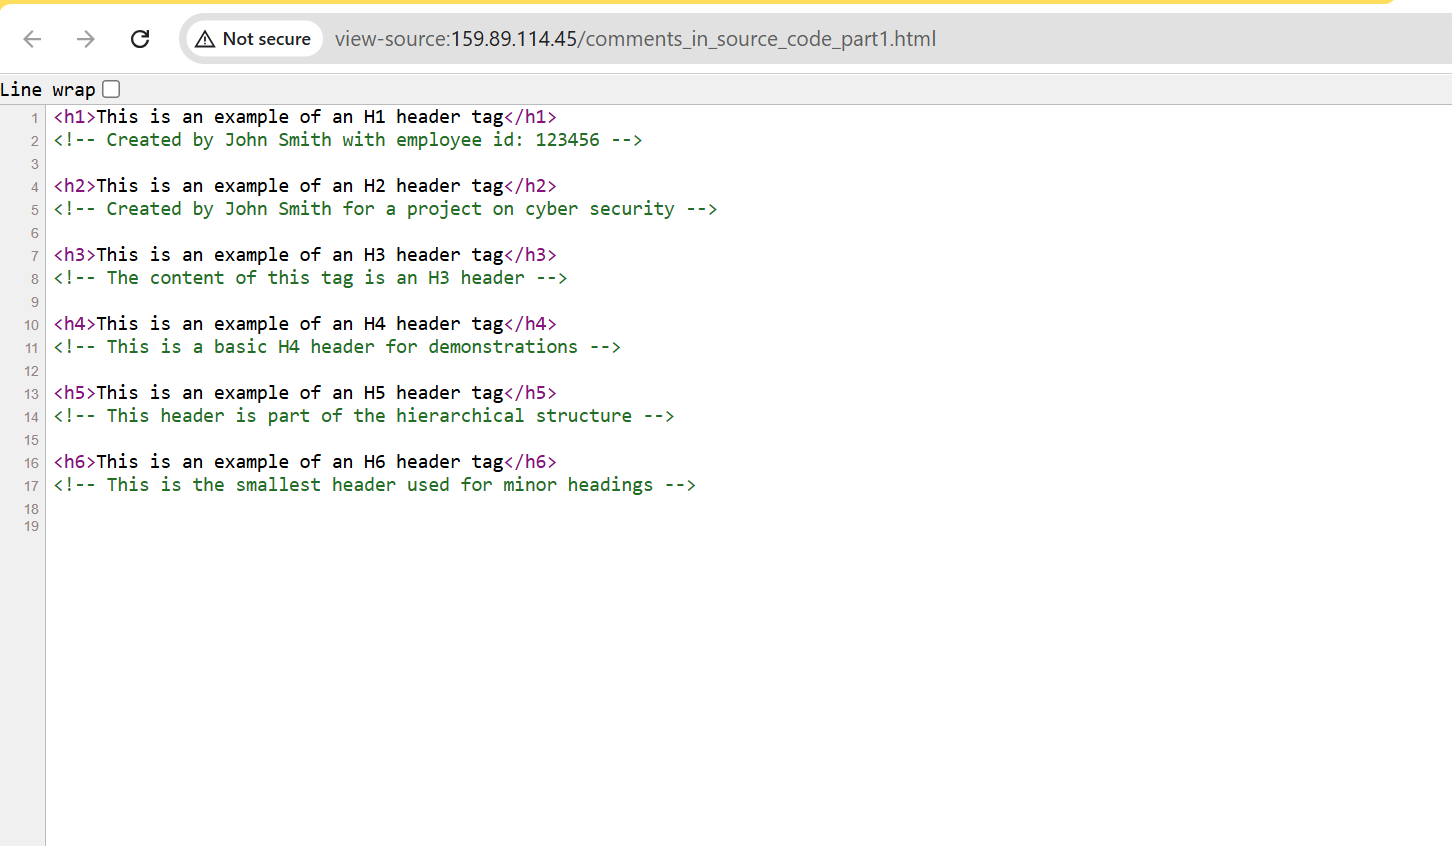 Not secure view-source:159.89.114.45/comments_in_source_code_part1.html
Line wrap
1 <h1>This is an example of an H1 header tag</h1>
2 <!-- Created by John Smith with employee id: 123456 -->
3
4 <h2>This is an example of an H2 header tag</h2>
5 <!-- Created by John Smith for a project on cyber security -->
6
7 <h3>This is an example of an H3 header tag</h3>
8 <!-- The content of this tag is an H3 header -->
9
10 <h4>This is an example of an H4 header tag</h4>
11 <!-- This is a basic H4 header for demonstrations -->
12
13 <h5>This is an example of an H5 header tag</h5>
14 <!-- This header is part of the hierarchical structure -->
15
16 <h6>This is an example of an H6 header tag</h6>
17 <!-- This is the smallest header used for minor headings -->
18
19